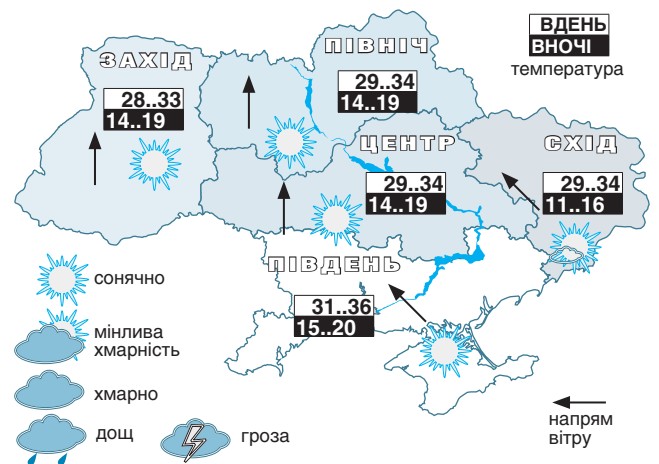 ЗАХІД
28..33
14..19
ПІВНІЧ
29..34
14..19
ВДЕНЬ
ВНОЧІ
температура
ЦЕНТР
29..34
14..19
СХІД
29..34
11..16
ПІВДЕНЬ
31..36
15..20
сонячно
мінлива
хмарність
хмарно
дощ
гроза
напрям
вітру